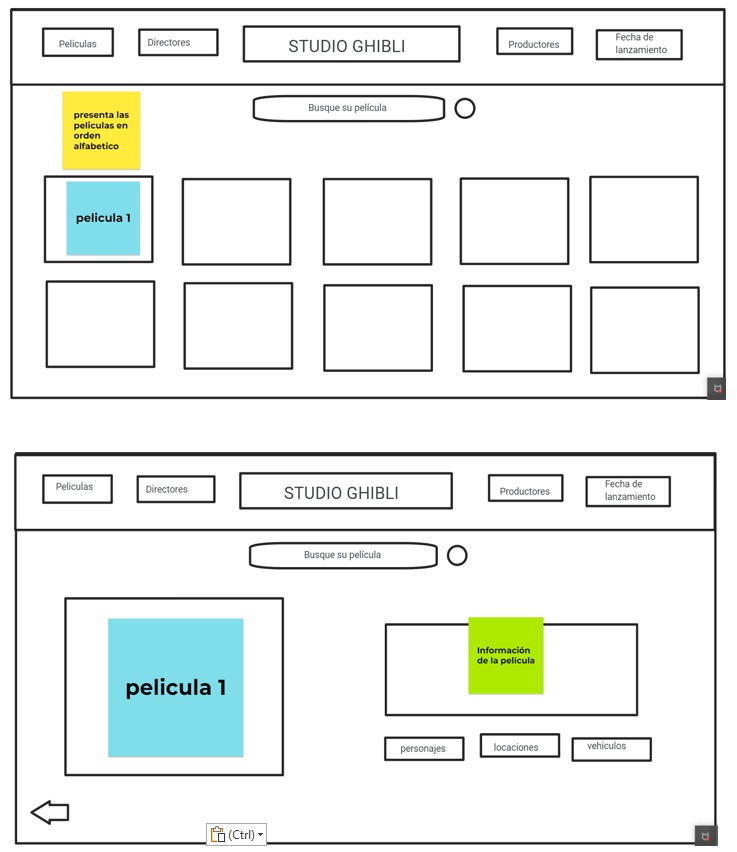 Peliculas
Directores
STUDIO GHIBLI
Productores
Fecha de
lanzamiento
presenta las
peliculas en
orden
alfabetico
Busque su película
pelicula 1
Peliculas
Directores
STUDIO GHIBLI
Productores
Fecha de
lanzamiento
Busque su película
pelicula 1
Información
de la película
personajes
locaciones
vehiculos
(Ctrl)